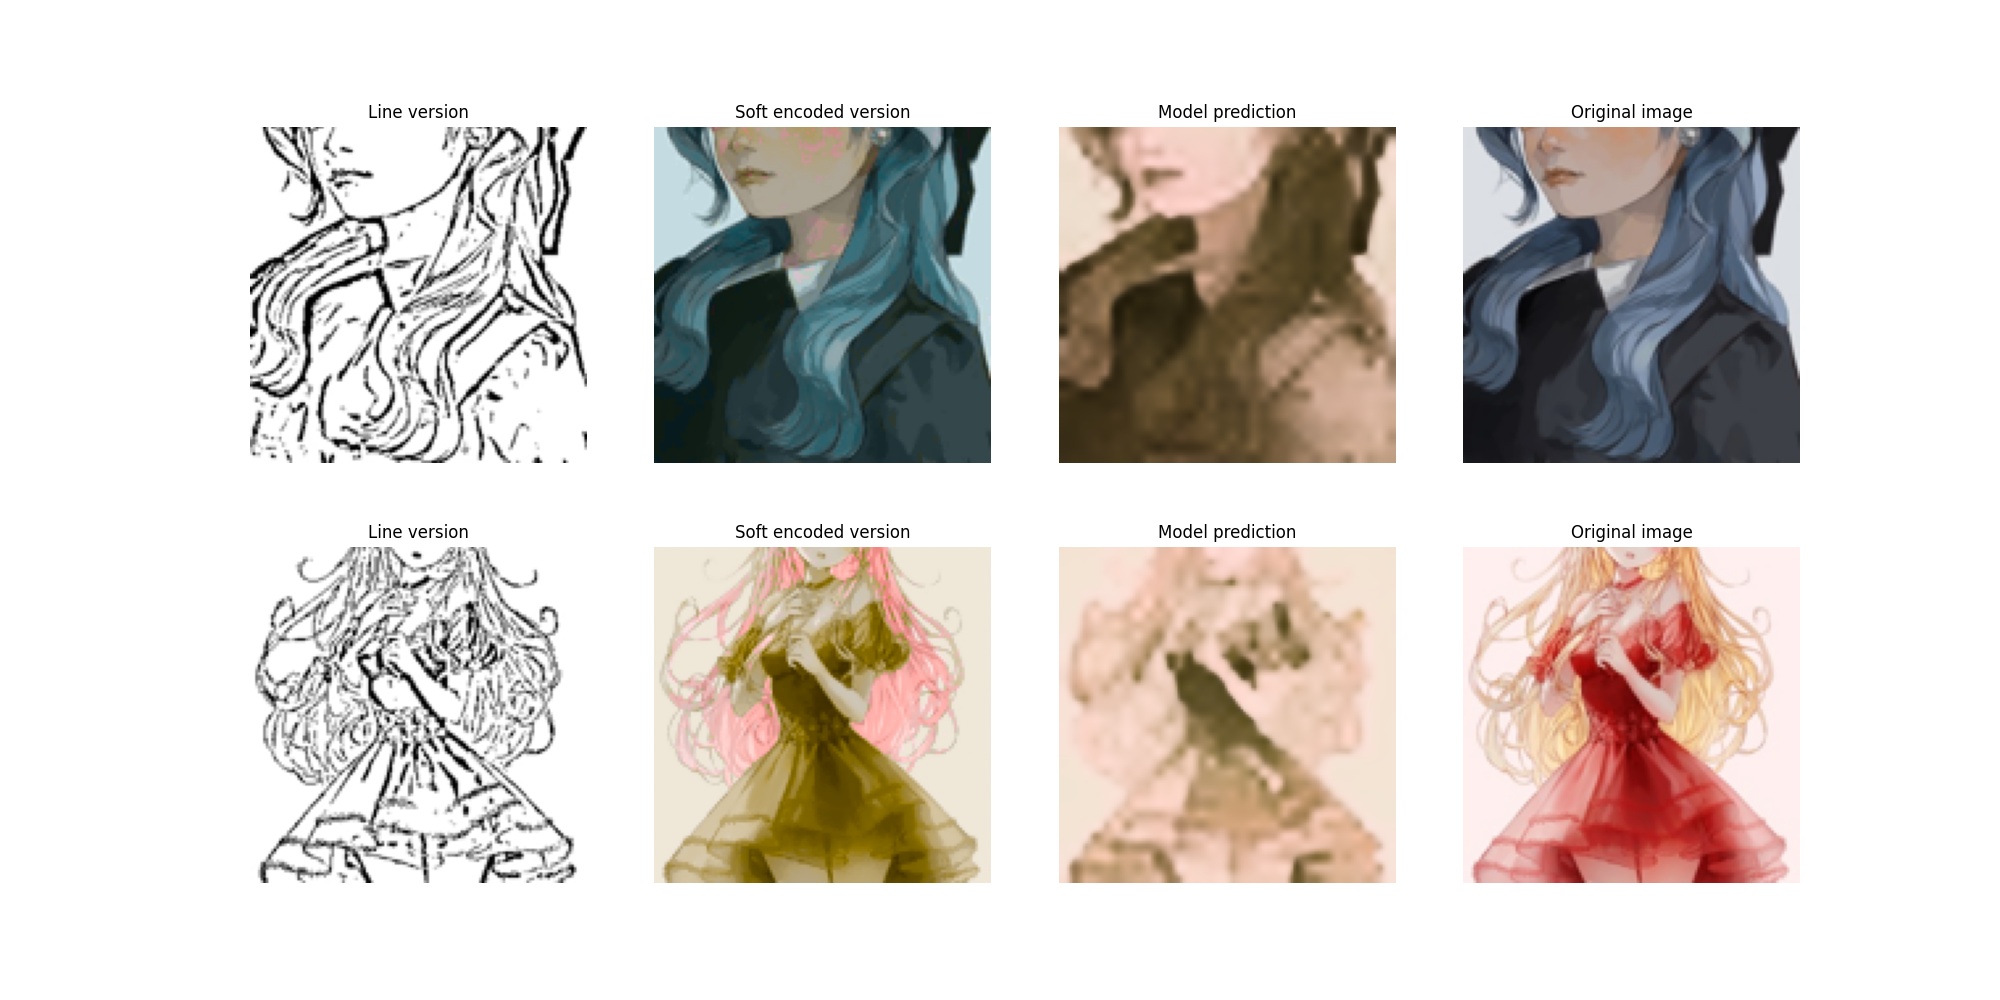 Line version
Soft encoded version
Model prediction
Original image
Line version
Soft encoded version
Model prediction
Original image